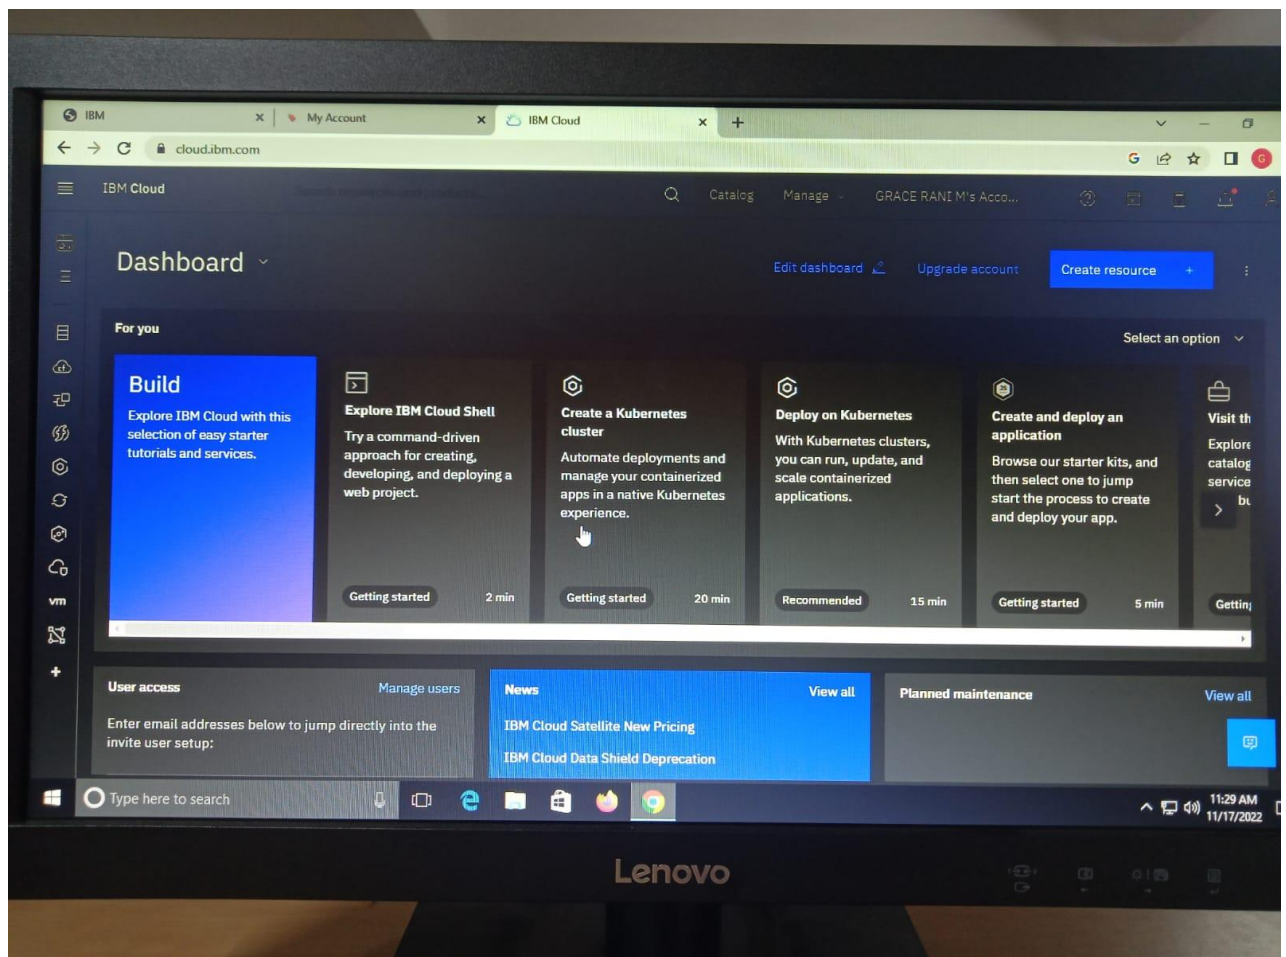 IBM
My Account
IBM Cloud
cloud.ibm.com
G
IBM Cloud
Catalog
Manage
GRACE RANI M's Acco...
Dashboard
Edit dashboard
Upgrade account
Create resource +
For you
Select an option
Build
Explore IBM Cloud with this
selection of easy starter
tutorials and services.
Explore IBM Cloud Shell
Try a command-driven
approach for creating,
developing, and deploying a
web project.
Getting started
2 min
Create a Kubernetes
cluster
Automate deployments and
manage your containerized
apps in a native Kubernetes
experience.
Getting started
20 min
Deploy on Kubernetes
With Kubernetes clusters,
you can run, update, and
scale containerized
applications.
Recommended
15 min
Create and deploy an
application
Browse our starter kits, and
then select one to jump
start the process to create
and deploy your app.
Getting started
5 min
Visit th
Explore
catalog
service
bu
Getting
vm
User access
Manage users
Enter email addresses below to jump directly into the
invite user setup:
News
View all
IBM Cloud Satellite New Pricing
IBM Cloud Data Shield Deprecation
Planned maintenance
View all
Type here to search
11:29 AM
11/17/2022
Lenovo